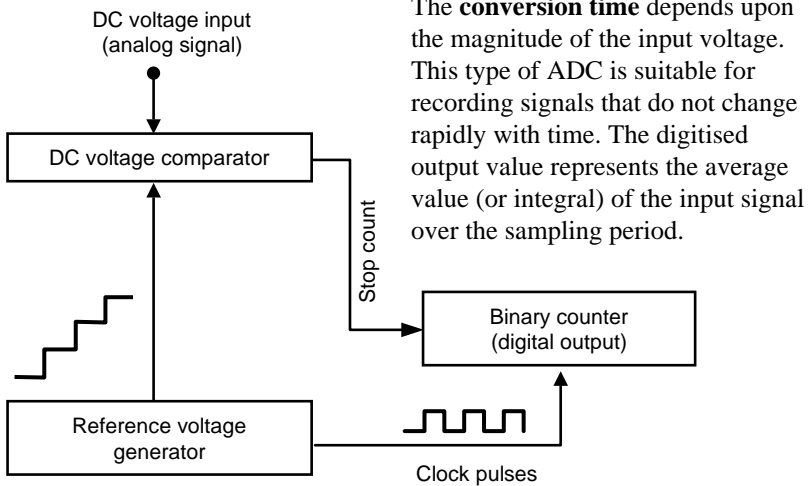 DC voltage input
(analog signal)
The conversion time depends upon
the magnitude of the input voltage.
This type of ADC is suitable for
recording signals that do not change
rapidly with time. The digitised
output value represents the average
value (or integral) of the input signal
over the sampling period.
DC voltage comparator
Stop count
Binary counter
(digital output)
Reference voltage
generator
Clock pulses